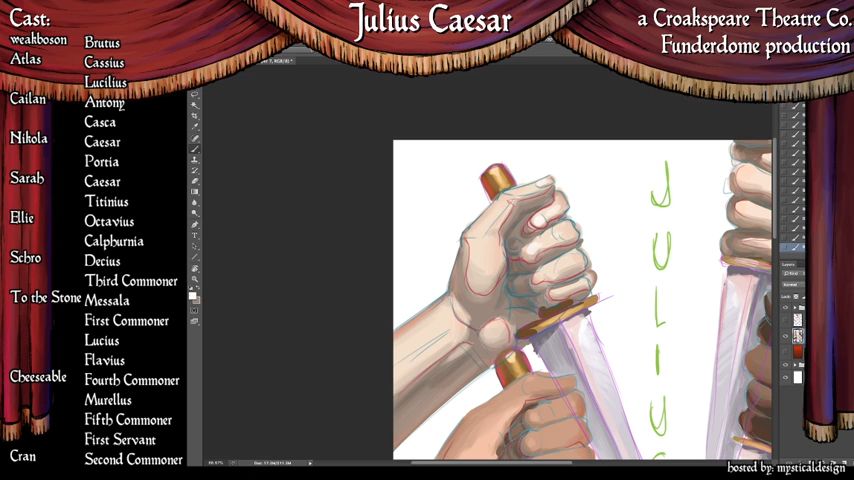 Cast:
Julius Caesar
a Croakspeare Theatre Co.
Funderdome production
weakboson
Brutus
Atlas
Cassius
Lucilius
Cailan
Antony
Casca
Nikola
Caesar
Portia
Sarah
Caesar
Titinius
Ellie
Octavius
Calphurnia
Schro
Decius
Third Commoner
To the Stone
Messala
First Commoner
Lucius
Flavius
Cheeseable
Fourth Commoner
Murellus
Fifth Commoner
First Servant
Cran
Second Commoner
JULIUS
hosted by: mysticaldesign